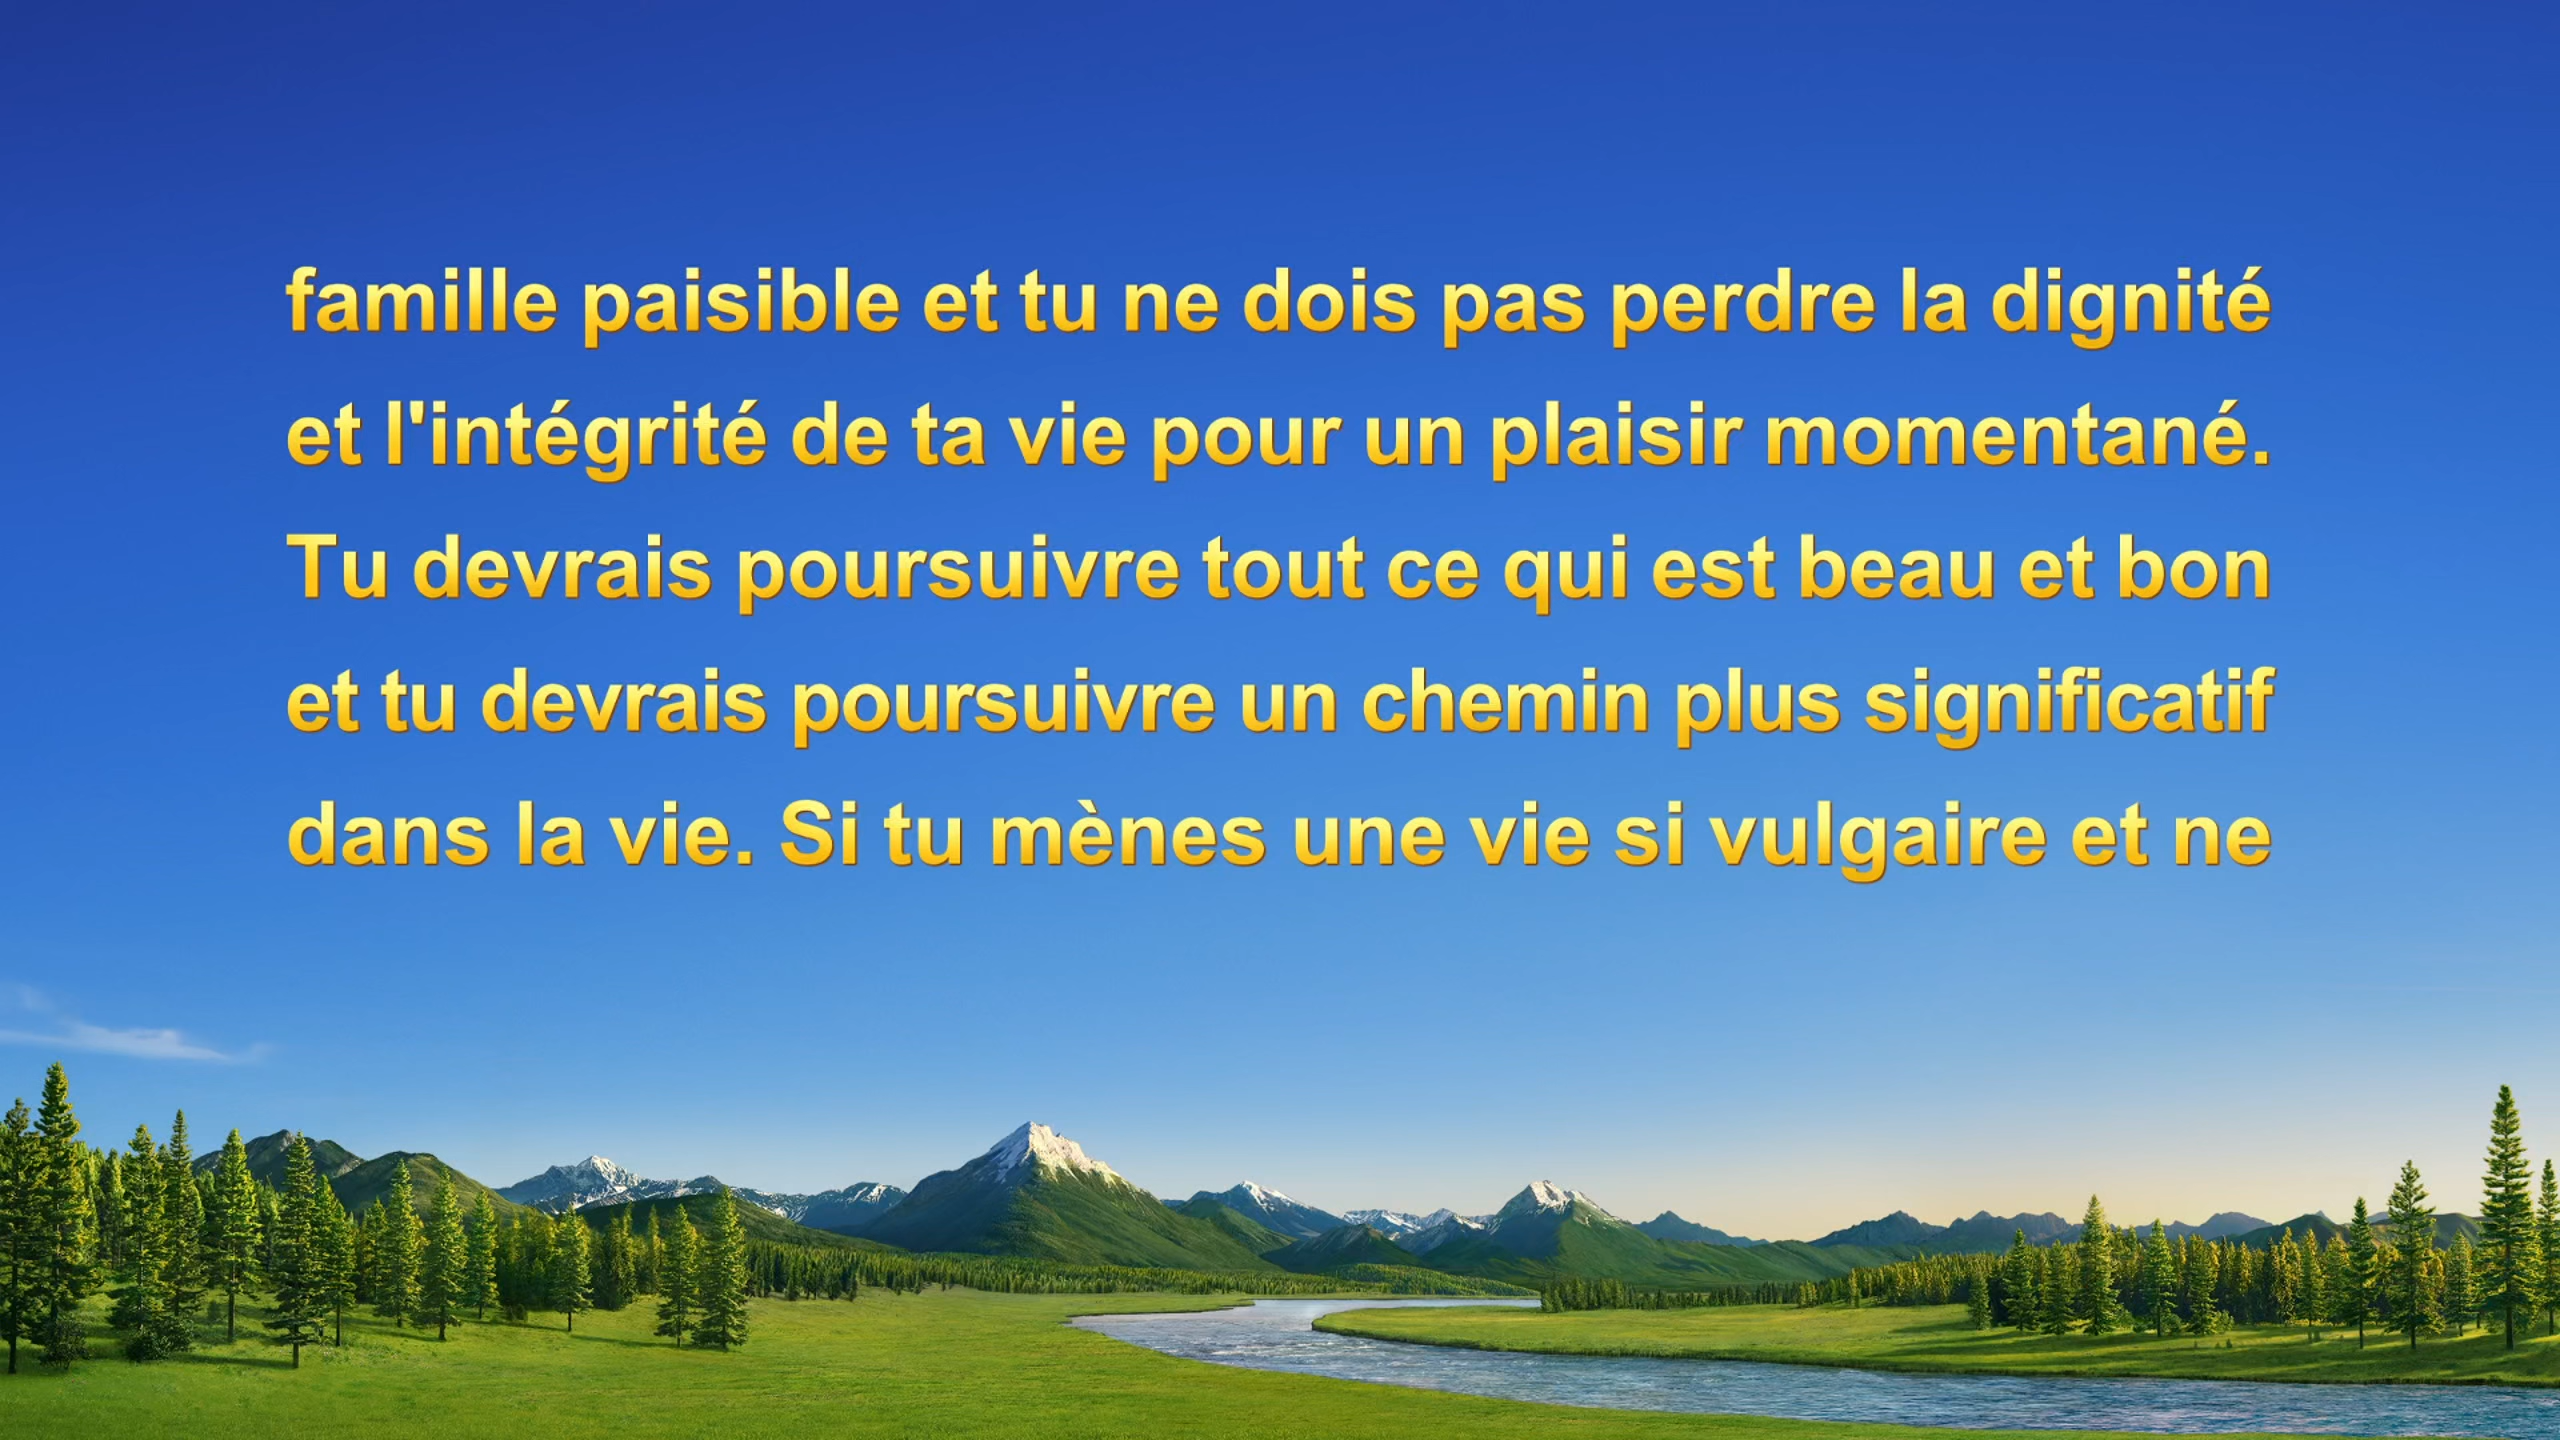 famille paisible et tu ne dois pas perdre la dignité
et l'intégrité de ta vie pour un plaisir momentané.
Tu devrais poursuivre tout ce qui est beau et bon
et tu devrais poursuivre un chemin plus significatif
dans la vie. Si tu mènes une vie si vulgaire et ne